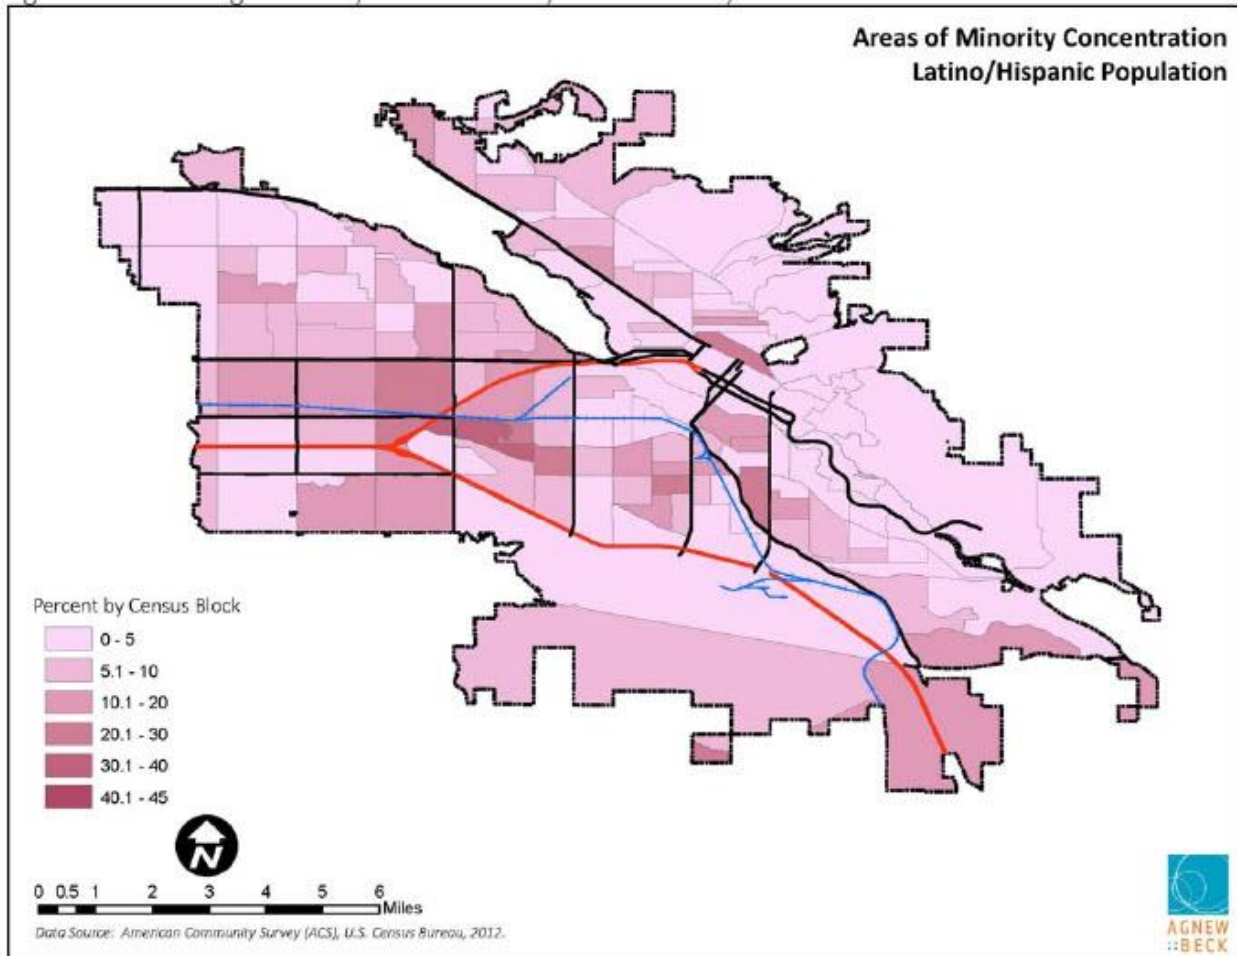 Areas of Minority Concentration
Latino/Hispanic Population
Percent by Census Block
0 - 5
5.1 - 10
10.1 - 20
20.1 - 30
30.1 - 40
40.1 - 45
N
0 0.5 1 2 3 4 5 6
Miles
Data Source: American Community Survey (ACS), U.S. Census Bureau, 2012.
AGNEW
::BECK